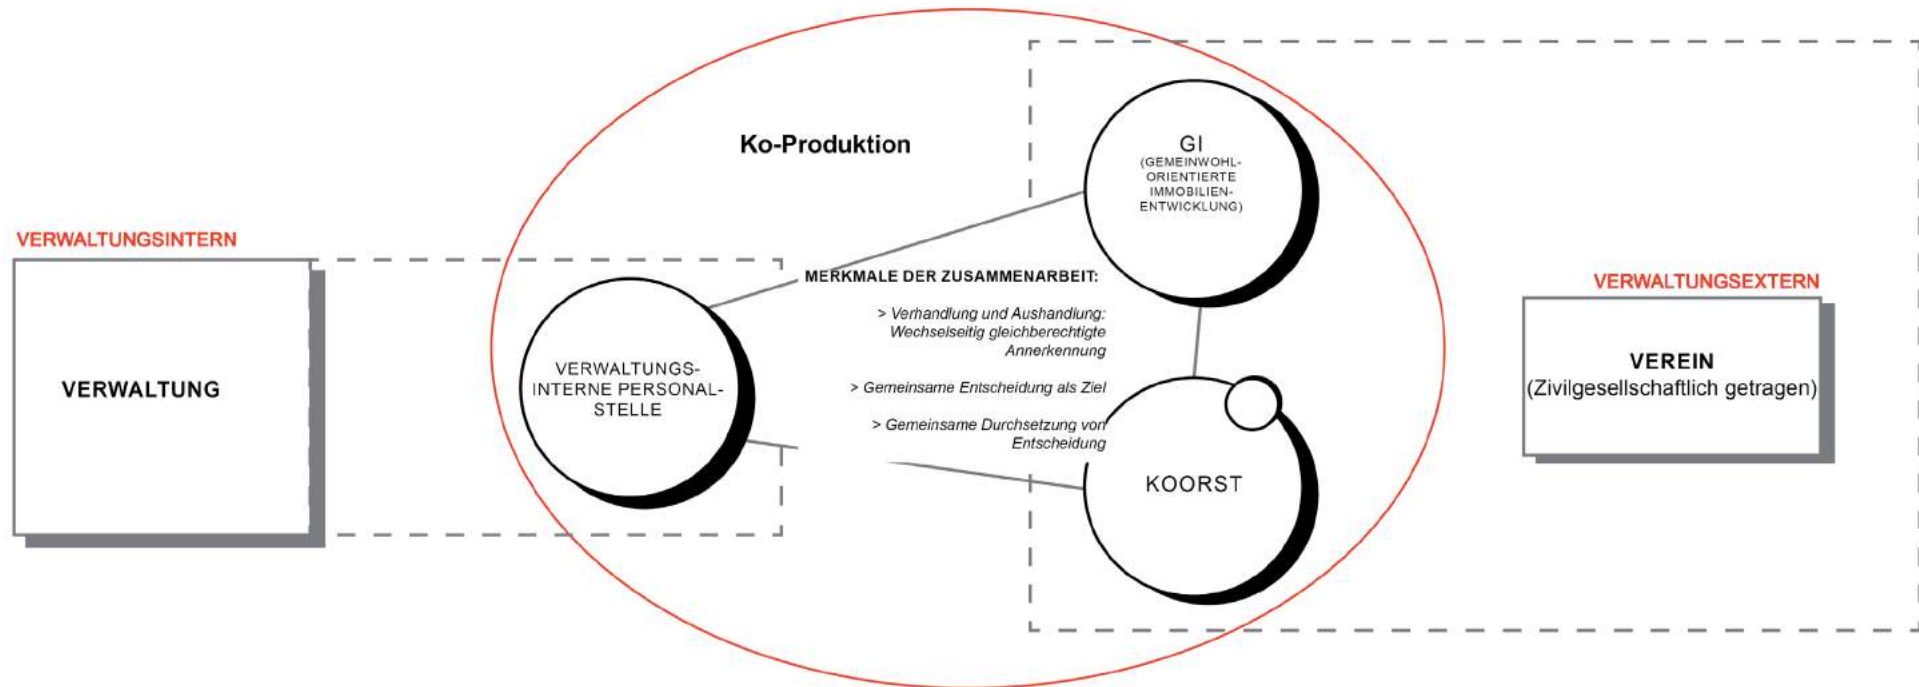 Ko-Produktion
VERWALTUNGSINTERN
VERWALTUNG
VERWALTUNGS-
INTERNE PERSONAL-
STELLE
MERKMALE DER ZUSAMMENARBEIT:
> Verhandlung und Aushandlung:
Wechselseitig gleichberechtigte
Annerkennung
> Gemeinsame Entscheidung als Ziel
> Gemeinsame Durchsetzung von
Entscheidung
GI
(GEMEINWOHL-
ORIENTIERTE
IMMOBILIEN-
ENTWICKLUNG)
KOORST
VERWALTUNGSEXTERN
VEREIN
(Zivilgesellschaftlich getragen)